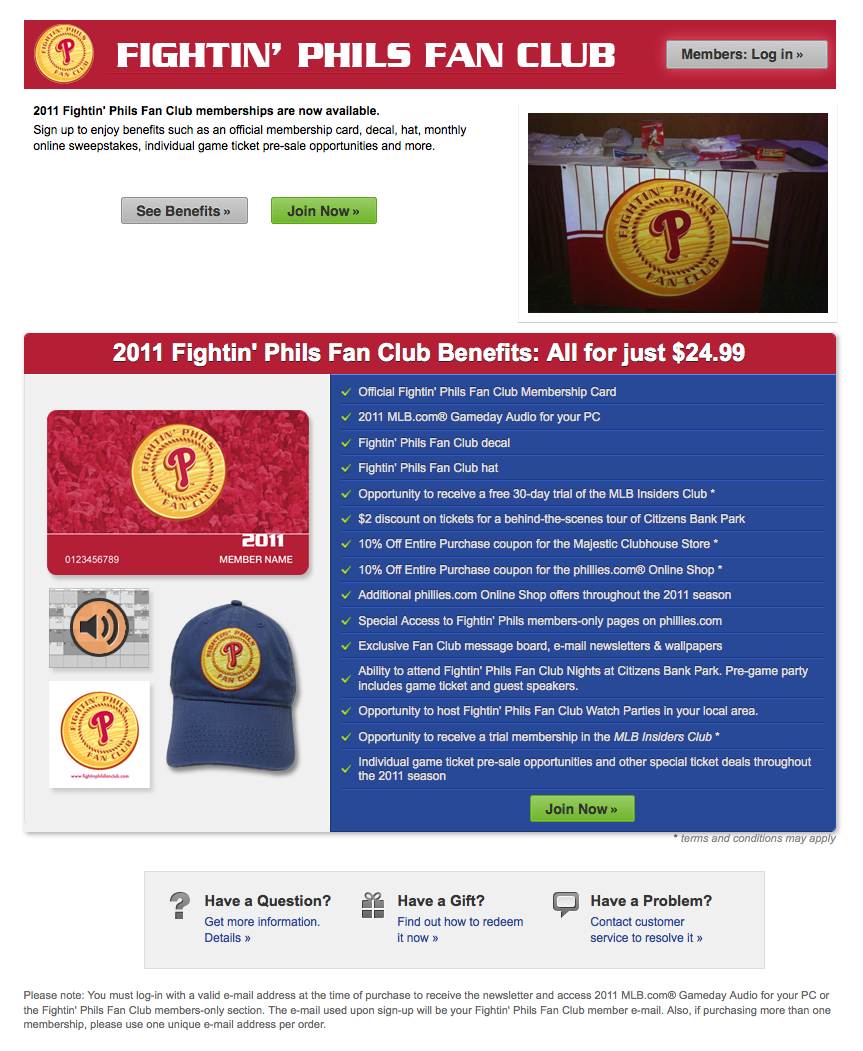 FIGHTIN' PHILS FAN CLUB
P
FAN CLUB
FIGHTIN' PHILS FAN CLUB
Members: Log in »
2011 Fightin' Phils Fan Club memberships are now available.
Sign up to enjoy benefits such as an official membership card, decal, hat, monthly
online sweepstakes, individual game ticket pre-sale opportunities and more.
See Benefits »
Join Now »
FIGHTIN' PHILS
P
FAN CLUB
2011 Fightin' Phils Fan Club Benefits: All for just $24.99
FIGHTIN' PHILS
P
FAN CLUB
2011
0123456789
MEMBER NAME
FIGHTIN' PHILS
P
FAN CLUB
FIGHTIN' PHILS
P
FAN CLUB
www.fightinphilsfanclub.com
Official Fightin' Phils Fan Club Membership Card
2011 MLB.com® Gameday Audio for your PC
Fightin' Phils Fan Club decal
Fightin' Phils Fan Club hat
Opportunity to receive a free 30-day trial of the MLB Insiders Club *
$2 discount on tickets for a behind-the-scenes tour of Citizens Bank Park
10% Off Entire Purchase coupon for the Majestic Clubhouse Store *
10% Off Entire Purchase coupon for the phillies.com® Online Shop *
Additional phillies.com Online Shop offers throughout the 2011 season
Special Access to Fightin' Phils members-only pages on phillies.com
Exclusive Fan Club message board, e-mail newsletters & wallpapers
Ability to attend Fightin' Phils Fan Club Nights at Citizens Bank Park. Pre-game party
includes game ticket and guest speakers.
Opportunity to host Fightin' Phils Fan Club Watch Parties in your local area.
Opportunity to receive a trial membership in the MLB Insiders Club *
Individual game ticket pre-sale opportunities and other special ticket deals throughout
the 2011 season
Join Now »
* terms and conditions may apply
Have a Question?
Get more information.
Details »
Have a Gift?
Find out how to redeem
it now »
Have a Problem?
Contact customer
service to resolve it »
Please note: You must log-in with a valid e-mail address at the time of purchase to receive the newsletter and access 2011 MLB.com® Gameday Audio for your PC or
the Fightin' Phils Fan Club members-only section. The e-mail used upon sign-up will be your Fightin' Phils Fan Club member e-mail. Also, if purchasing more than one
membership, please use one unique e-mail address per order.